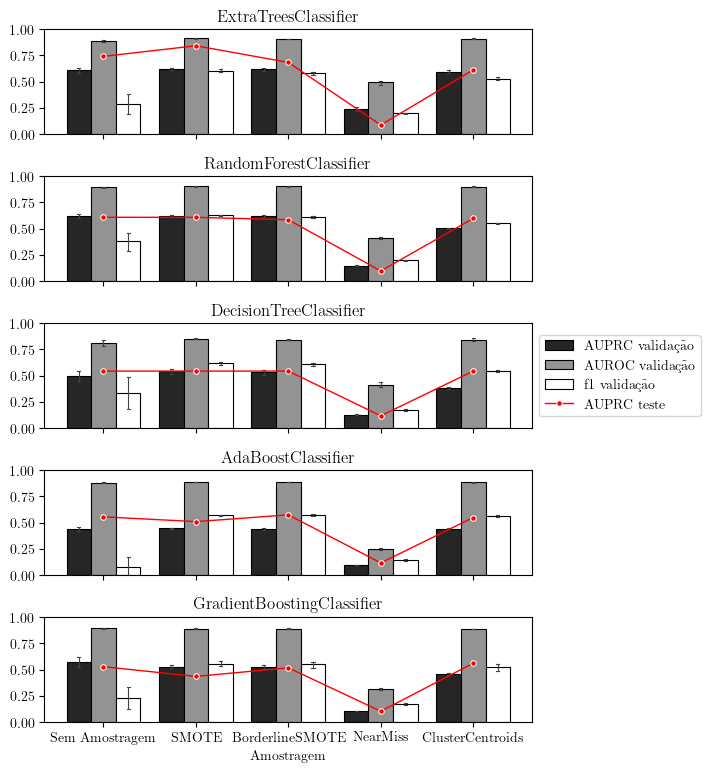 ExtraTreesClassifier
1.00
0.75
0.50
0.25
0.00
RandomForestClassifier
1.00
0.75
0.50
0.25
0.00
DecisionTreeClassifier
1.00
0.75
0.50
0.25
0.00
AUPRC validação
AUROC validação
f1 validação
AUPRC teste
AdaBoostClassifier
1.00
0.75
0.50
0.25
0.00
GradientBoostingClassifier
1.00
0.75
0.50
0.25
0.00
Sem Amostragem SMOTE BorderlineSMOTE NearMiss ClusterCentroids
Amostragem